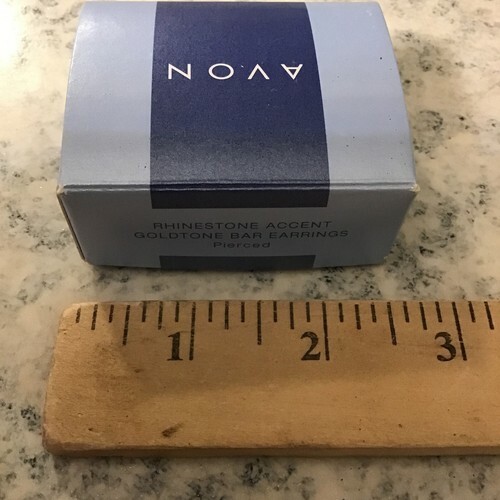 AVON
RHINESTONE ACCENT
GOLDTONE BAR EARRINGS
Pierced
1 2 3